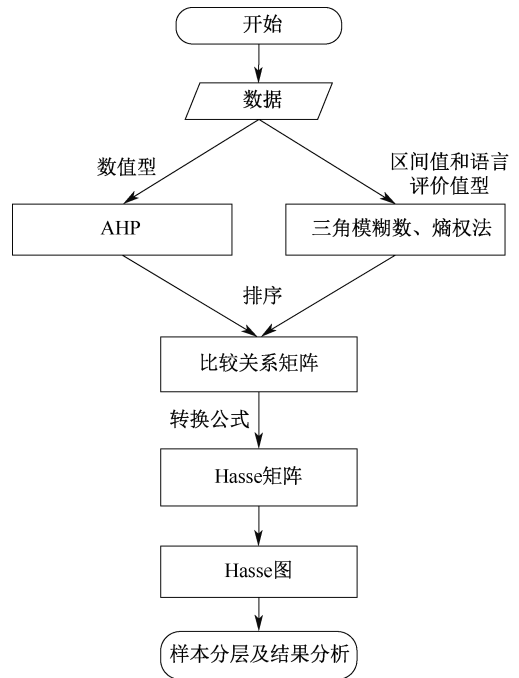 开始
数据
数值型
区间值和语言
评价值型
AHP
三角模糊数、熵权法
排序
比较关系矩阵
转换公式
Hasse矩阵
Hasse图
样本分层及结果分析